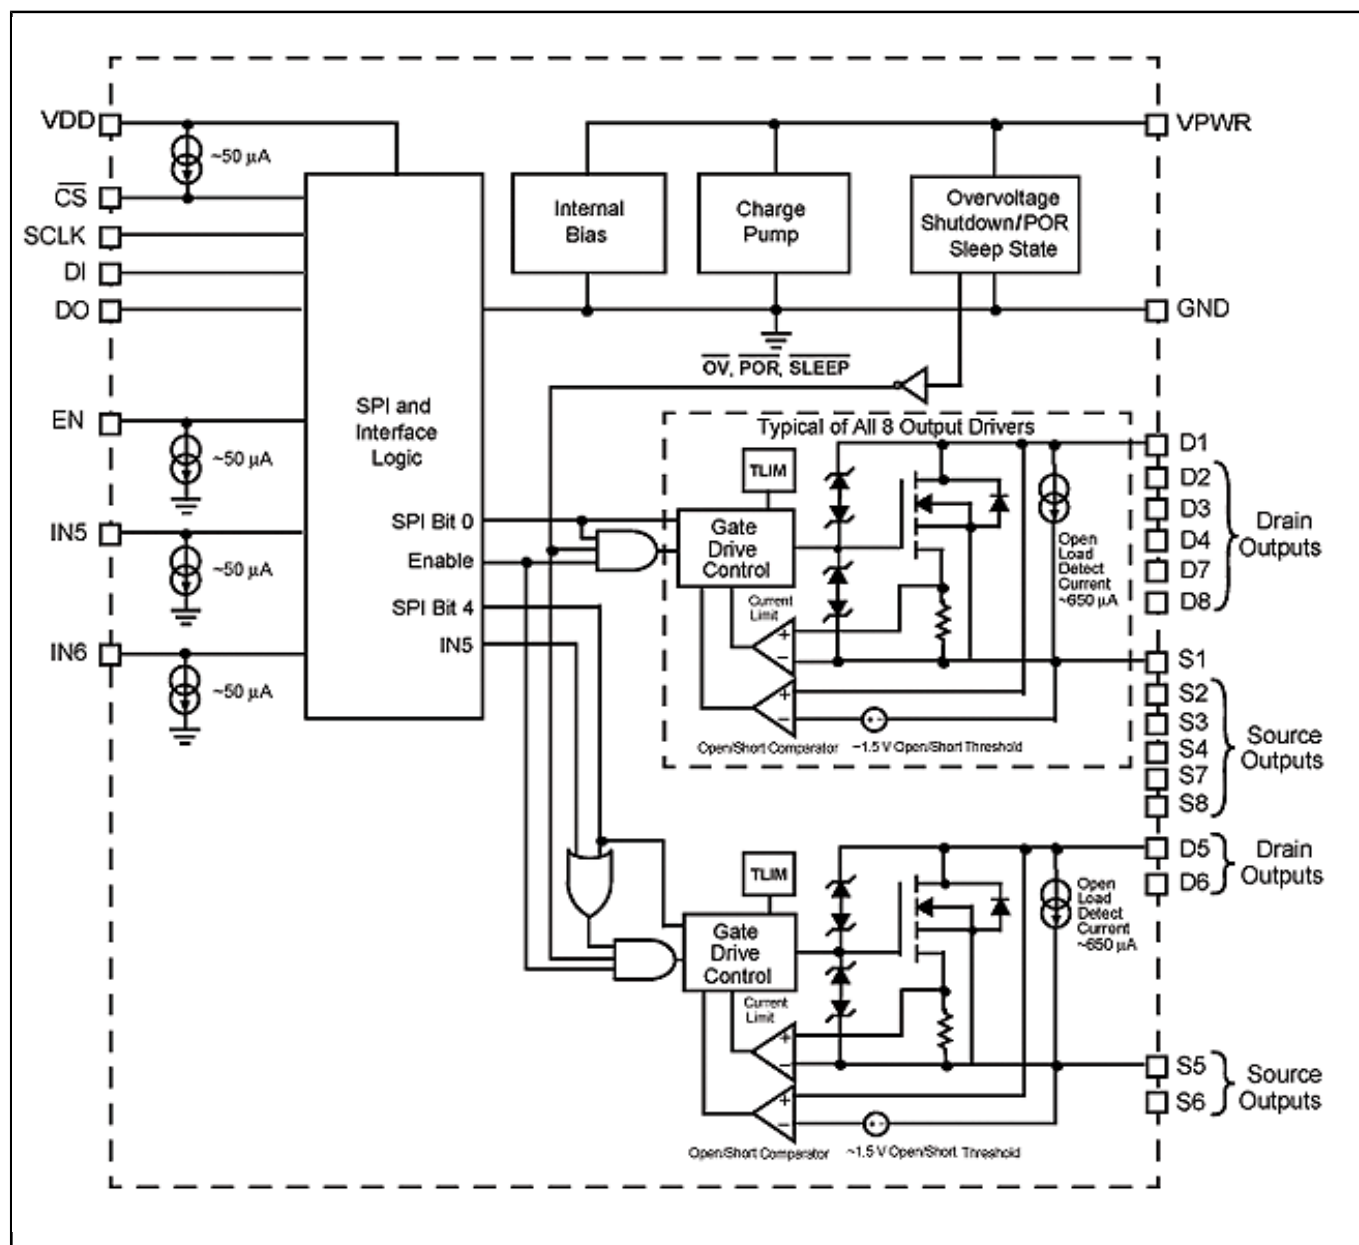 VDD
~50 µA
CS
SCLK
DI
DO
EN
~50 µA
IN5
~50 µA
IN6
~50 µA
SPI and
Interface
Logic
SPI Bit 0
Enable
SPI Bit 4
IN5
Internal
Bias
Charge
Pump
Overvoltage
Shutdown/POR
Sleep State
VPWR
GND
OV, POR, SLEEP
Typical of All 8 Output Drivers
TLIM
Gate
Drive
Control
Current
Limit
+
−
+
−
Open
Load
Detect
Current
~650 µA
Open/Short Comparator
~1.5 V Open/Short Threshold
D1
D2
D3
D4
D7
D8
Drain
Outputs
S1
S2
S3
S4
S7
S8
Source
Outputs
TLIM
Gate
Drive
Control
Current
Limit
+
−
+
−
Open
Load
Detect
Current
~650 µA
Open/Short Comparator
~1.5 V Open/Short Threshold
D5
D6
Drain
Outputs
S5
S6
Source
Outputs